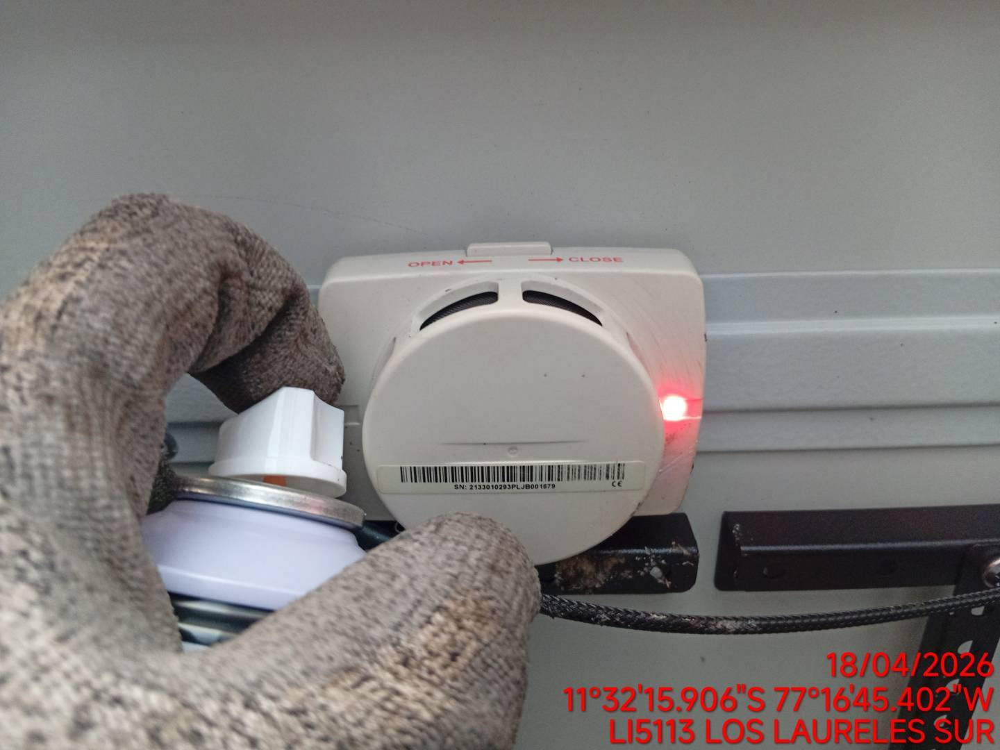 OPEN CLOSE
SN: 2133010293PLJB001679
CE
18/04/2026
11°32'15.906"S 77°16'45.402"W
LI5113 LOS LAURELES SUR